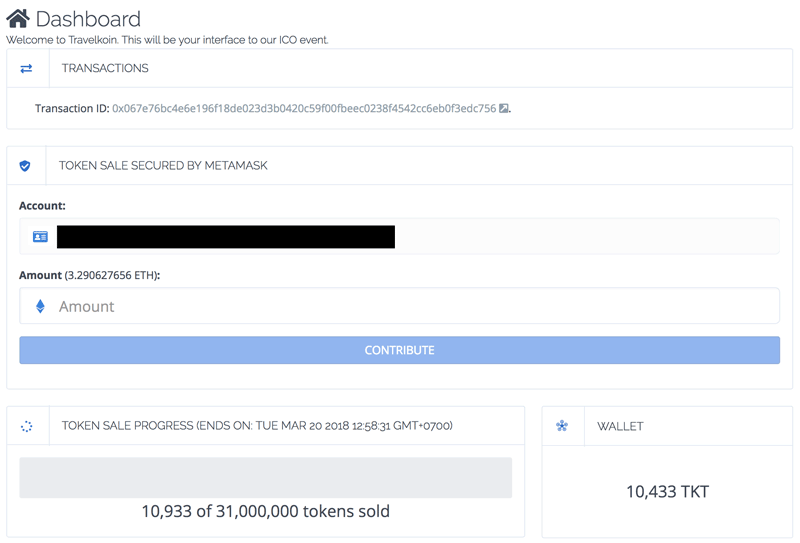 Dashboard
Welcome to Travelkoin. This will be your interface to our ICO event.
TRANSACTIONS
Transaction ID: 0x067e76bc4e6e196f18de023d3b0420c59f00fbeec0238f4542cc6eb0f3edc756.
TOKEN SALE SECURED BY METAMASK
Account:
Amount (3.290627656 ETH):
Amount
CONTRIBUTE
TOKEN SALE PROGRESS (ENDS ON: TUE MAR 20 2018 12:58:31 GMT+0700)
10,933 of 31,000,000 tokens sold
WALLET
10,433 TKT